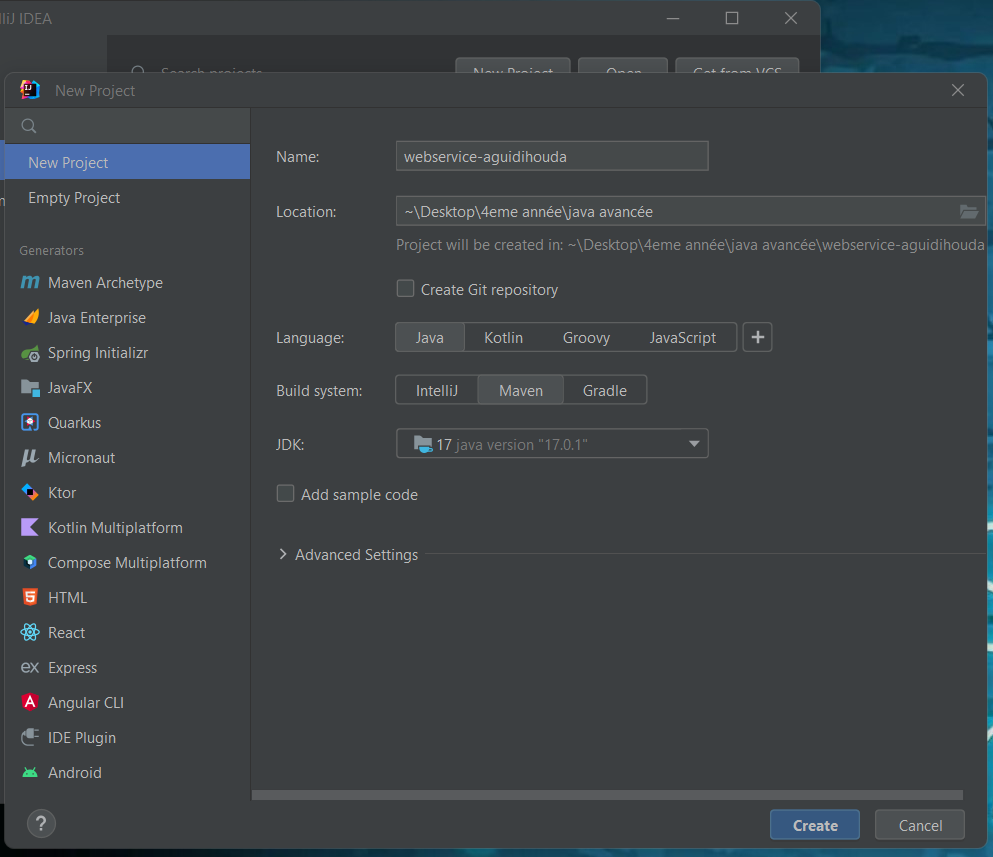 IliJ IDEA
Search projects
New Project Open Get from VCS
New Project
New Project
Empty Project
Generators
Maven Archetype
Java Enterprise
Spring Initializr
JavaFX
Quarkus
Micronaut
Ktor
Kotlin Multiplatform
Compose Multiplatform
HTML
React
ex Express
Angular CLI
IDE Plugin
Android
Name: webservice-aguidihouda
Location: ~\Desktop\4eme année\java avancée
Project will be created in: ~\Desktop\4eme année\java avancée\webservice-aguidihouda
Create Git repository
Language: Java Kotlin Groovy JavaScript +
Build system: IntelliJ Maven Gradle
JDK: 17 java version "17.0.1"
Add sample code
Advanced Settings
? Create Cancel